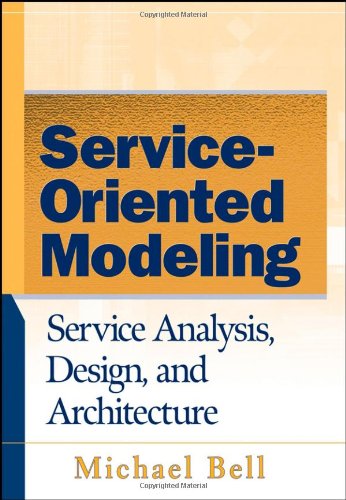 Service-
Oriented
Modeling
Service Analysis,
Design, and
Architecture
Michael Bell